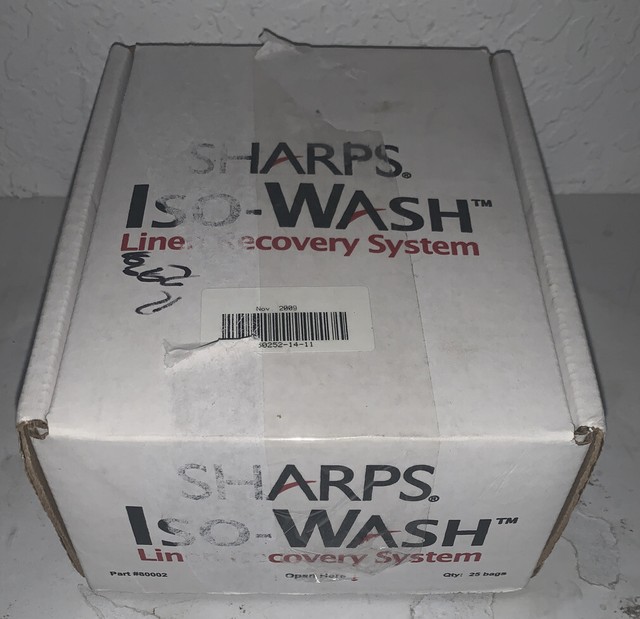 SHARPS®
ISO-WASH™
Linen Recovery System
Nov 2009
0252-14-11
SHARPS®
ISO-WASH™
Linen Recovery System
Part #80002 Open Here Qty: 25 bags